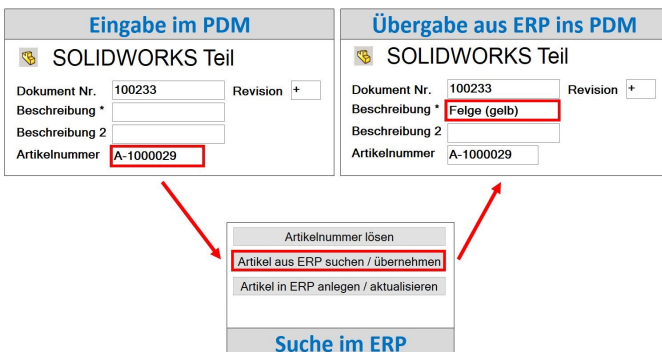 Eingabe im PDM
SOLIDWORKS Teil
Dokument Nr. 100233 Revision +
Beschreibung *
Beschreibung 2
Artikelnummer A-1000029
Übergabe aus ERP ins PDM
SOLIDWORKS Teil
Dokument Nr. 100233 Revision +
Beschreibung * Felge (gelb)
Beschreibung 2
Artikelnummer A-1000029
Artikelnummer lösen
Artikel aus ERP suchen / übernehmen
Artikel in ERP anlegen / aktualisieren
Suche im ERP